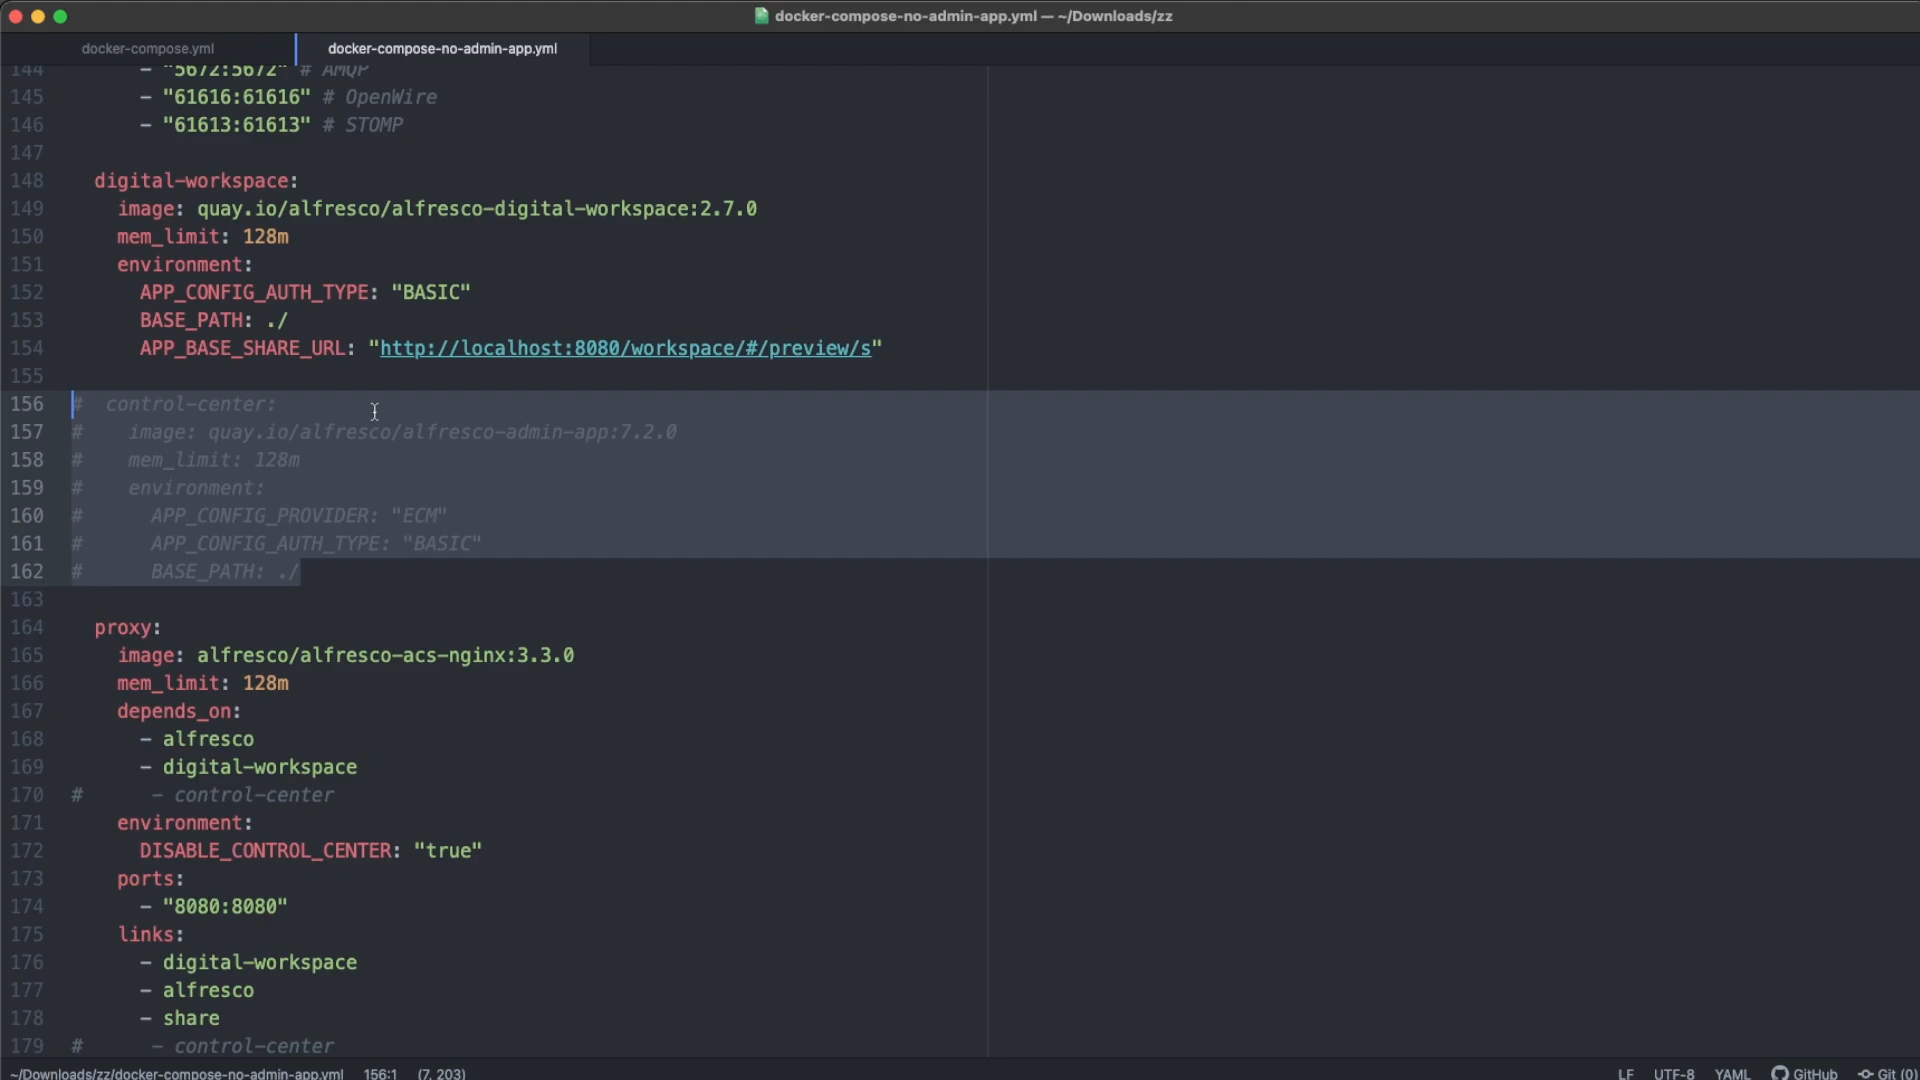 docker-compose-no-admin-app.yml — ~/Downloads/zz
docker-compose.yml
docker-compose-no-admin-app.yml
144 - "5672:5672" # AMQP
145 - "61616:61616" # OpenWire
146 - "61613:61613" # STOMP
147
148 digital-workspace:
149 image: quay.io/alfresco/alfresco-digital-workspace:2.7.0
150 mem_limit: 128m
151 environment:
152 APP_CONFIG_AUTH_TYPE: "BASIC"
153 BASE_PATH: ./
154 APP_BASE_SHARE_URL: "http://localhost:8080/workspace/#/preview/s"
155
156 # control-center:
157 # image: quay.io/alfresco/alfresco-admin-app:7.2.0
158 # mem_limit: 128m
159 # environment:
160 # APP_CONFIG_PROVIDER: "ECM"
161 # APP_CONFIG_AUTH_TYPE: "BASIC"
162 # BASE_PATH: ./
163
164 proxy:
165 image: alfresco/alfresco-acs-nginx:3.3.0
166 mem_limit: 128m
167 depends_on:
168 - alfresco
169 - digital-workspace
170 # - control-center
171 environment:
172 DISABLE_CONTROL_CENTER: "true"
173 ports:
174 - "8080:8080"
175 links:
176 - digital-workspace
177 - alfresco
178 - share
179 # - control-center
~/Downloads/zz/docker-compose-no-admin-app.yml 156:1 (7, 203) LF UTF-8 YAML GitHub Git (0)